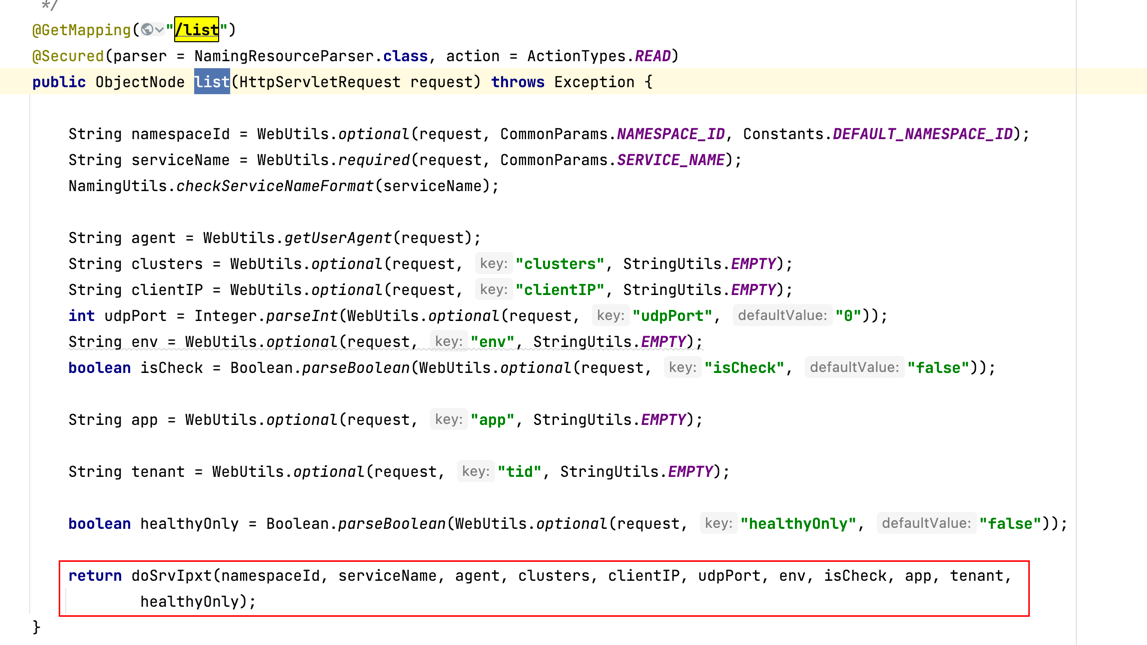 */
@GetMapping("/list")
@Secured(parser = NamingResourceParser.class, action = ActionTypes.READ)
public ObjectNode list(HttpServletRequest request) throws Exception {
String namespaceId = WebUtils.optional(request, CommonParams.NAMESPACE_ID, Constants.DEFAULT_NAMESPACE_ID);
String serviceName = WebUtils.required(request, CommonParams.SERVICE_NAME);
NamingUtils.checkServiceNameFormat(serviceName);
String agent = WebUtils.getUserAgent(request);
String clusters = WebUtils.optional(request, key: "clusters", StringUtils.EMPTY);
String clientIP = WebUtils.optional(request, key: "clientIP", StringUtils.EMPTY);
int udpPort = Integer.parseInt(WebUtils.optional(request, key: "udpPort", defaultValue: "0"));
String env = WebUtils.optional(request, key: "env", StringUtils.EMPTY);
boolean isCheck = Boolean.parseBoolean(WebUtils.optional(request, key: "isCheck", defaultValue: "false"));
String app = WebUtils.optional(request, key: "app", StringUtils.EMPTY);
String tenant = WebUtils.optional(request, key: "tid", StringUtils.EMPTY);
boolean healthyOnly = Boolean.parseBoolean(WebUtils.optional(request, key: "healthyOnly", defaultValue: "false"));
return doSrvIpxt(namespaceId, serviceName, agent, clusters, clientIP, udpPort, env, isCheck, app, tenant,
healthyOnly);
}